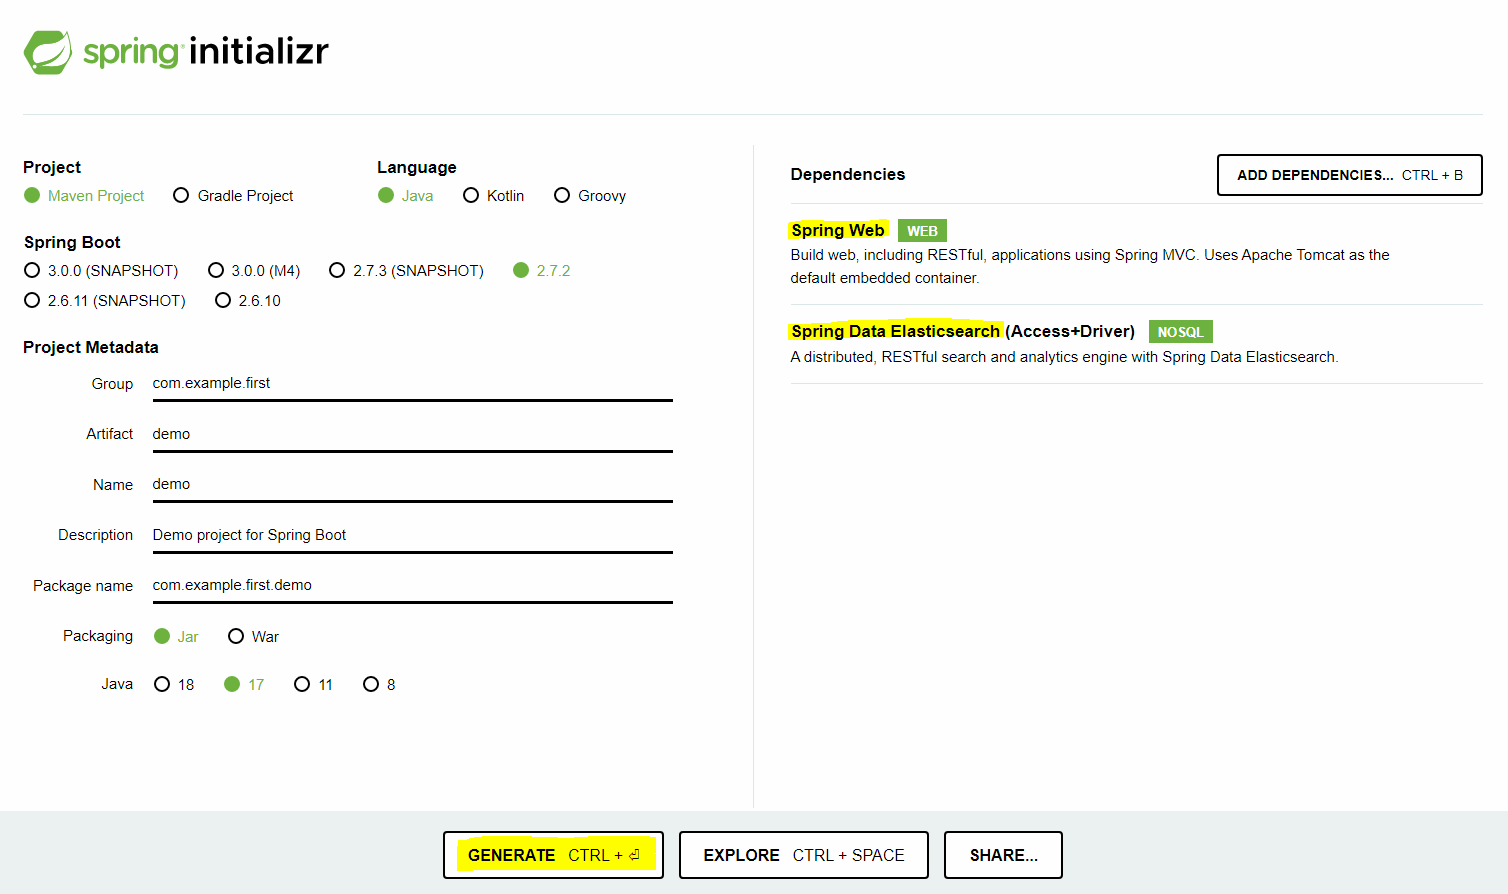 spring initializr
Project
Maven Project Gradle Project
Language
Java Kotlin Groovy
Spring Boot
3.0.0 (SNAPSHOT) 3.0.0 (M4) 2.7.3 (SNAPSHOT) 2.7.2
2.6.11 (SNAPSHOT) 2.6.10
Project Metadata
Group com.example.first
Artifact demo
Name demo
Description Demo project for Spring Boot
Package name com.example.first.demo
Packaging Jar War
Java 18 17 11 8
Dependencies ADD DEPENDENCIES... CTRL + B
Spring Web WEB
Build web, including RESTful, applications using Spring MVC. Uses Apache Tomcat as the
default embedded container.
Spring Data Elasticsearch (Access+Driver) NOSQL
A distributed, RESTful search and analytics engine with Spring Data Elasticsearch.
GENERATE CTRL + ⏎ EXPLORE CTRL + SPACE SHARE...